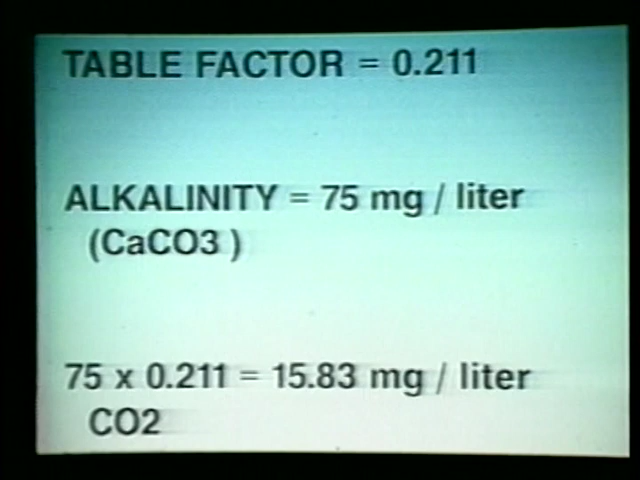 TABLE FACTOR = 0.211
ALKALINITY = 75 mg / liter
(CaCO3 )
75 x 0.211 = 15.83 mg / liter
CO2